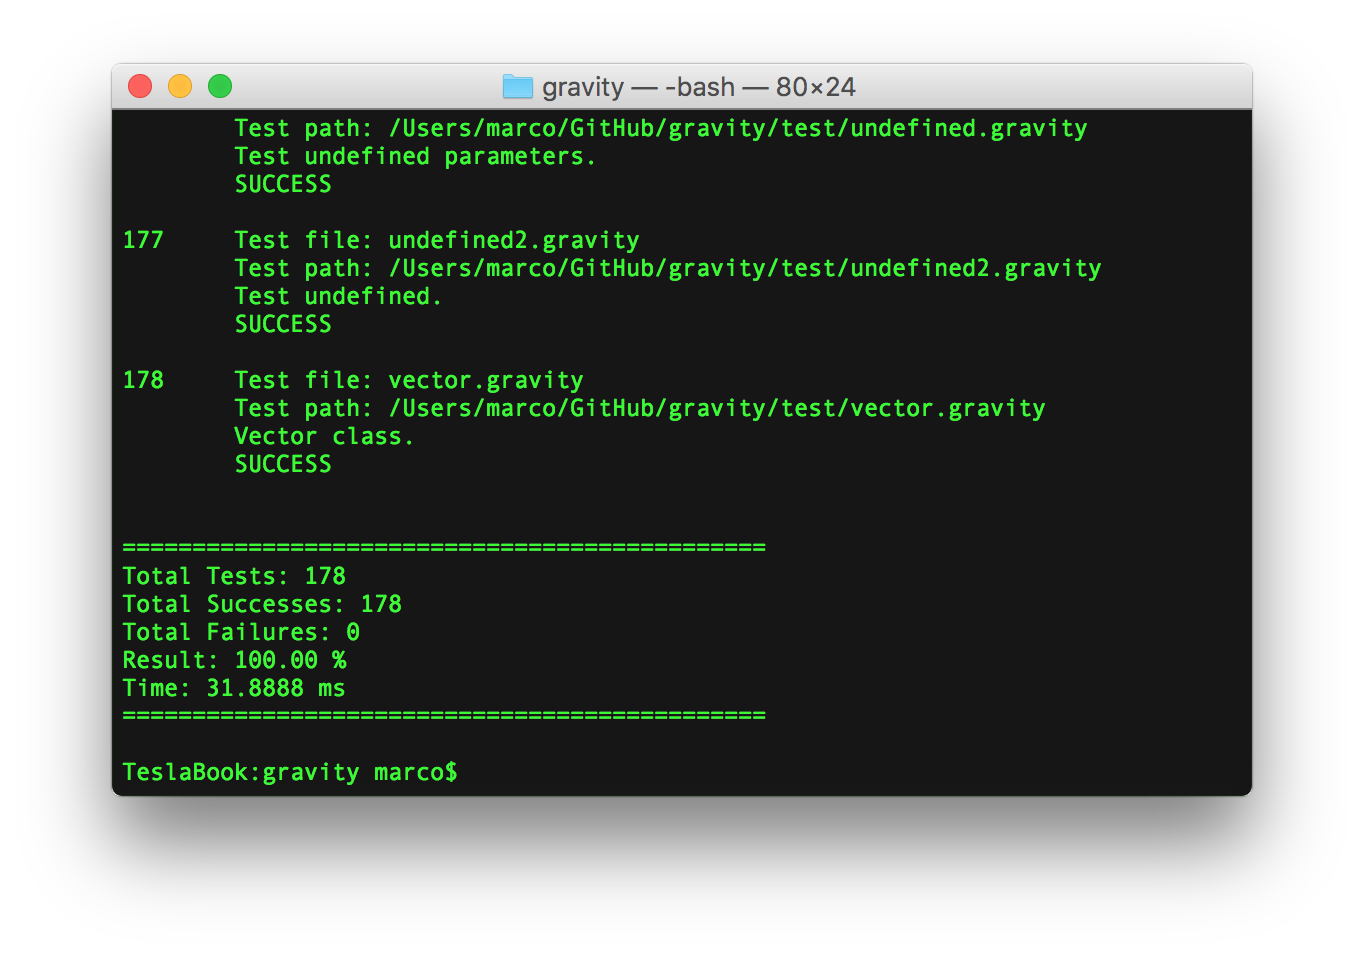 gravity — -bash — 80×24
Test path: /Users/marco/GitHub/gravity/test/undefined.gravity
Test undefined parameters.
SUCCESS
177 Test file: undefined2.gravity
Test path: /Users/marco/GitHub/gravity/test/undefined2.gravity
Test undefined.
SUCCESS
178 Test file: vector.gravity
Test path: /Users/marco/GitHub/gravity/test/vector.gravity
Vector class.
SUCCESS
==============================================
Total Tests: 178
Total Successes: 178
Total Failures: 0
Result: 100.00 %
Time: 31.8888 ms
==============================================
TeslaBook:gravity marco$